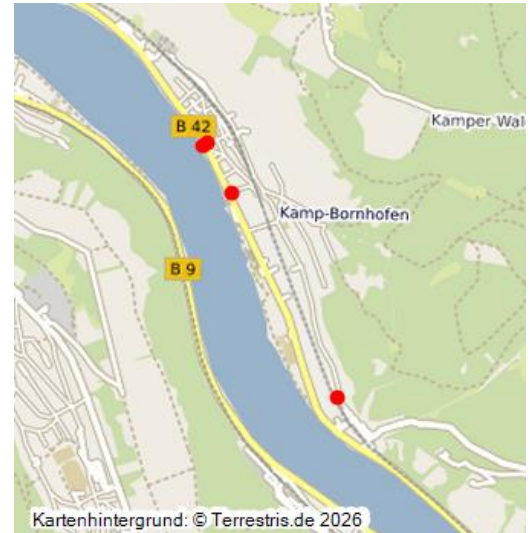 B 42
Kamper Wal
Kamp-Bornhofen
B 9
Kartenhintergrund: © Terrestris.de 2026